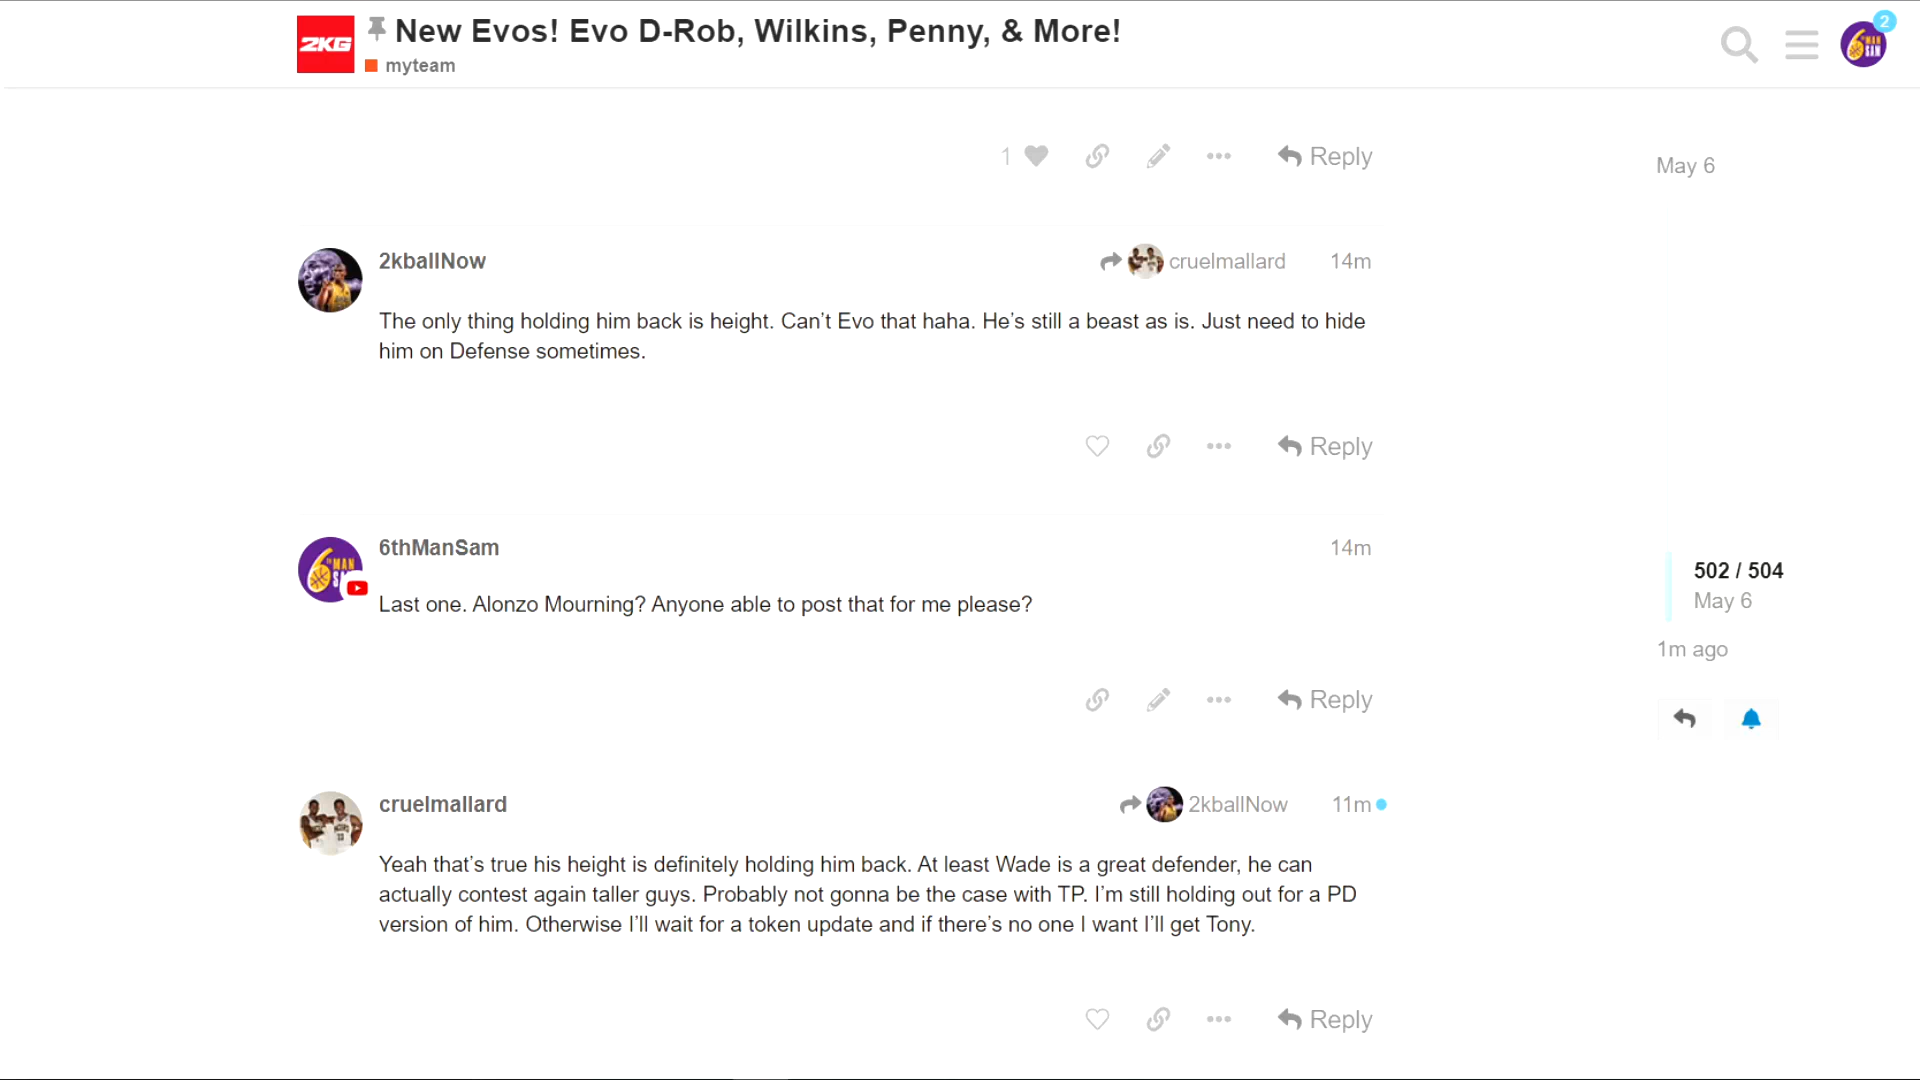 2KG
New Evos! Evo D-Rob, Wilkins, Penny, & More!
myteam
2
1
Reply
May 6
2kballNow
cruelmallard
14m
The only thing holding him back is height. Can’t Evo that haha. He’s still a beast as is. Just need to hide
him on Defense sometimes.
Reply
6thManSam
14m
Last one. Alonzo Mourning? Anyone able to post that for me please?
502 / 504
May 6
1m ago
Reply
cruelmallard
2kballNow
11m
Yeah that’s true his height is definitely holding him back. At least Wade is a great defender, he can
actually contest again taller guys. Probably not gonna be the case with TP. I’m still holding out for a PD
version of him. Otherwise I’ll wait for a token update and if there’s no one I want I’ll get Tony.
Reply